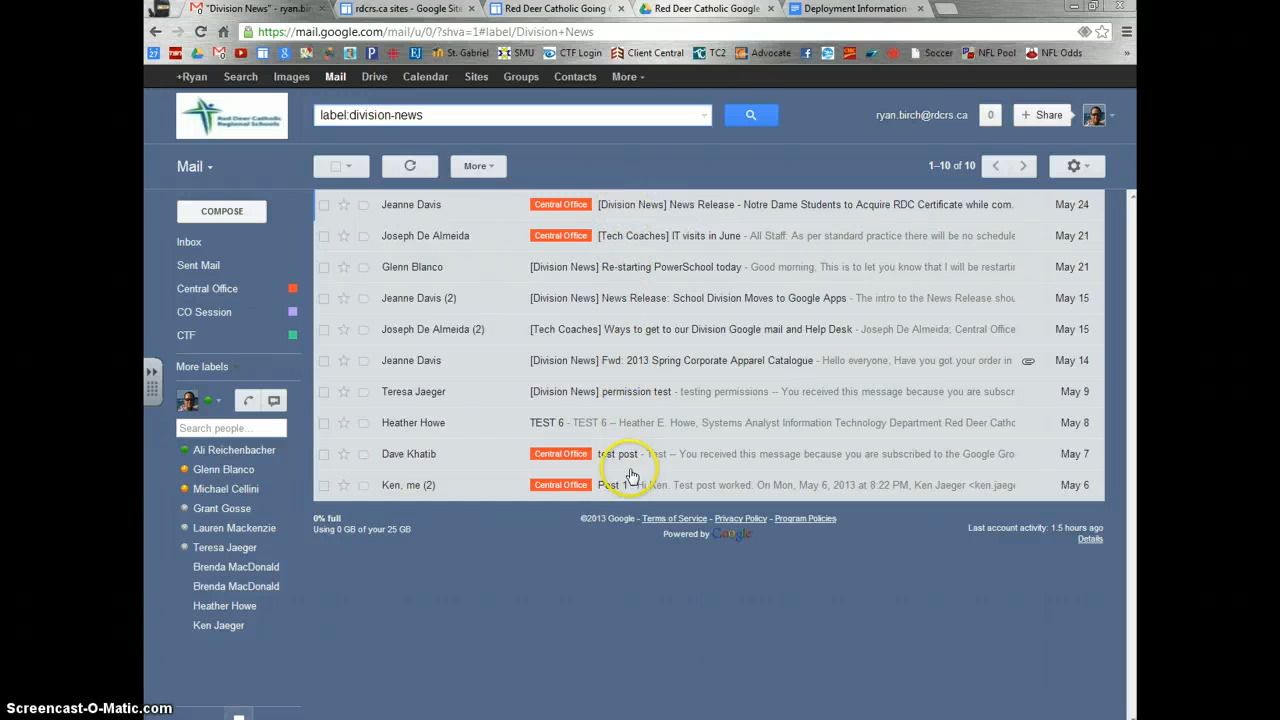 "Division News" - ryan.bir × rdcrs.ca sites - Google Site × Red Deer Catholic Going G × Red Deer Catholic Google × Deployment Information ×
https://mail.google.com/mail/u/0/?shva=1#label/Division+News
27 St. Gabriel SMU CTF Login Client Central TC2 Advocate Soccer NFL Pool NFL Odds »
+Ryan Search Images Mail Drive Calendar Sites Groups Contacts More
Red Deer Catholic Regional Schools
label:division-news
ryan.birch@rdcrs.ca 0 + Share
Mail More 1–10 of 10
COMPOSE
Inbox
Sent Mail
Central Office
CO Session
CTF
More labels
Search people...
Ali Reichenbacher
Glenn Blanco
Michael Cellini
Grant Gosse
Lauren Mackenzie
Teresa Jaeger
Brenda MacDonald
Brenda MacDonald
Heather Howe
Ken Jaeger
Jeanne Davis Central Office [Division News] News Release - Notre Dame Students to Acquire RDC Certificate while com. May 24
Joseph De Almeida Central Office [Tech Coaches] IT visits in June - All Staff: As per standard practice there will be no schedule May 21
Glenn Blanco [Division News] Re-starting PowerSchool today - Good morning, This is to let you know that I will be restartin May 21
Jeanne Davis (2) [Division News] News Release: School Division Moves to Google Apps - The intro to the News Release shou May 15
Joseph De Almeida (2) [Tech Coaches] Ways to get to our Division Google mail and Help Desk - Joseph De Almeida; Central Office May 15
Jeanne Davis [Division News] Fwd: 2013 Spring Corporate Apparel Catalogue - Hello everyone, Have you got your order in May 14
Teresa Jaeger [Division News] permission test - testing permissions -- You received this message because you are subscr May 9
Heather Howe TEST 6 - TEST 6 -- Heather E. Howe, Systems Analyst Information Technology Department Red Deer Catho May 8
Dave Khatib Central Office test post - Test -- You received this message because you are subscribed to the Google Gro May 7
Ken, me (2) Central Office Post 1 - Hi Ken. Test post worked. On Mon, May 6, 2013 at 8:22 PM, Ken Jaeger <ken.jaege May 6
0% full
Using 0 GB of your 25 GB
©2013 Google - Terms of Service - Privacy Policy - Program Policies
Powered by Google
Last account activity: 1.5 hours ago
Details
Screencast-O-Matic.com